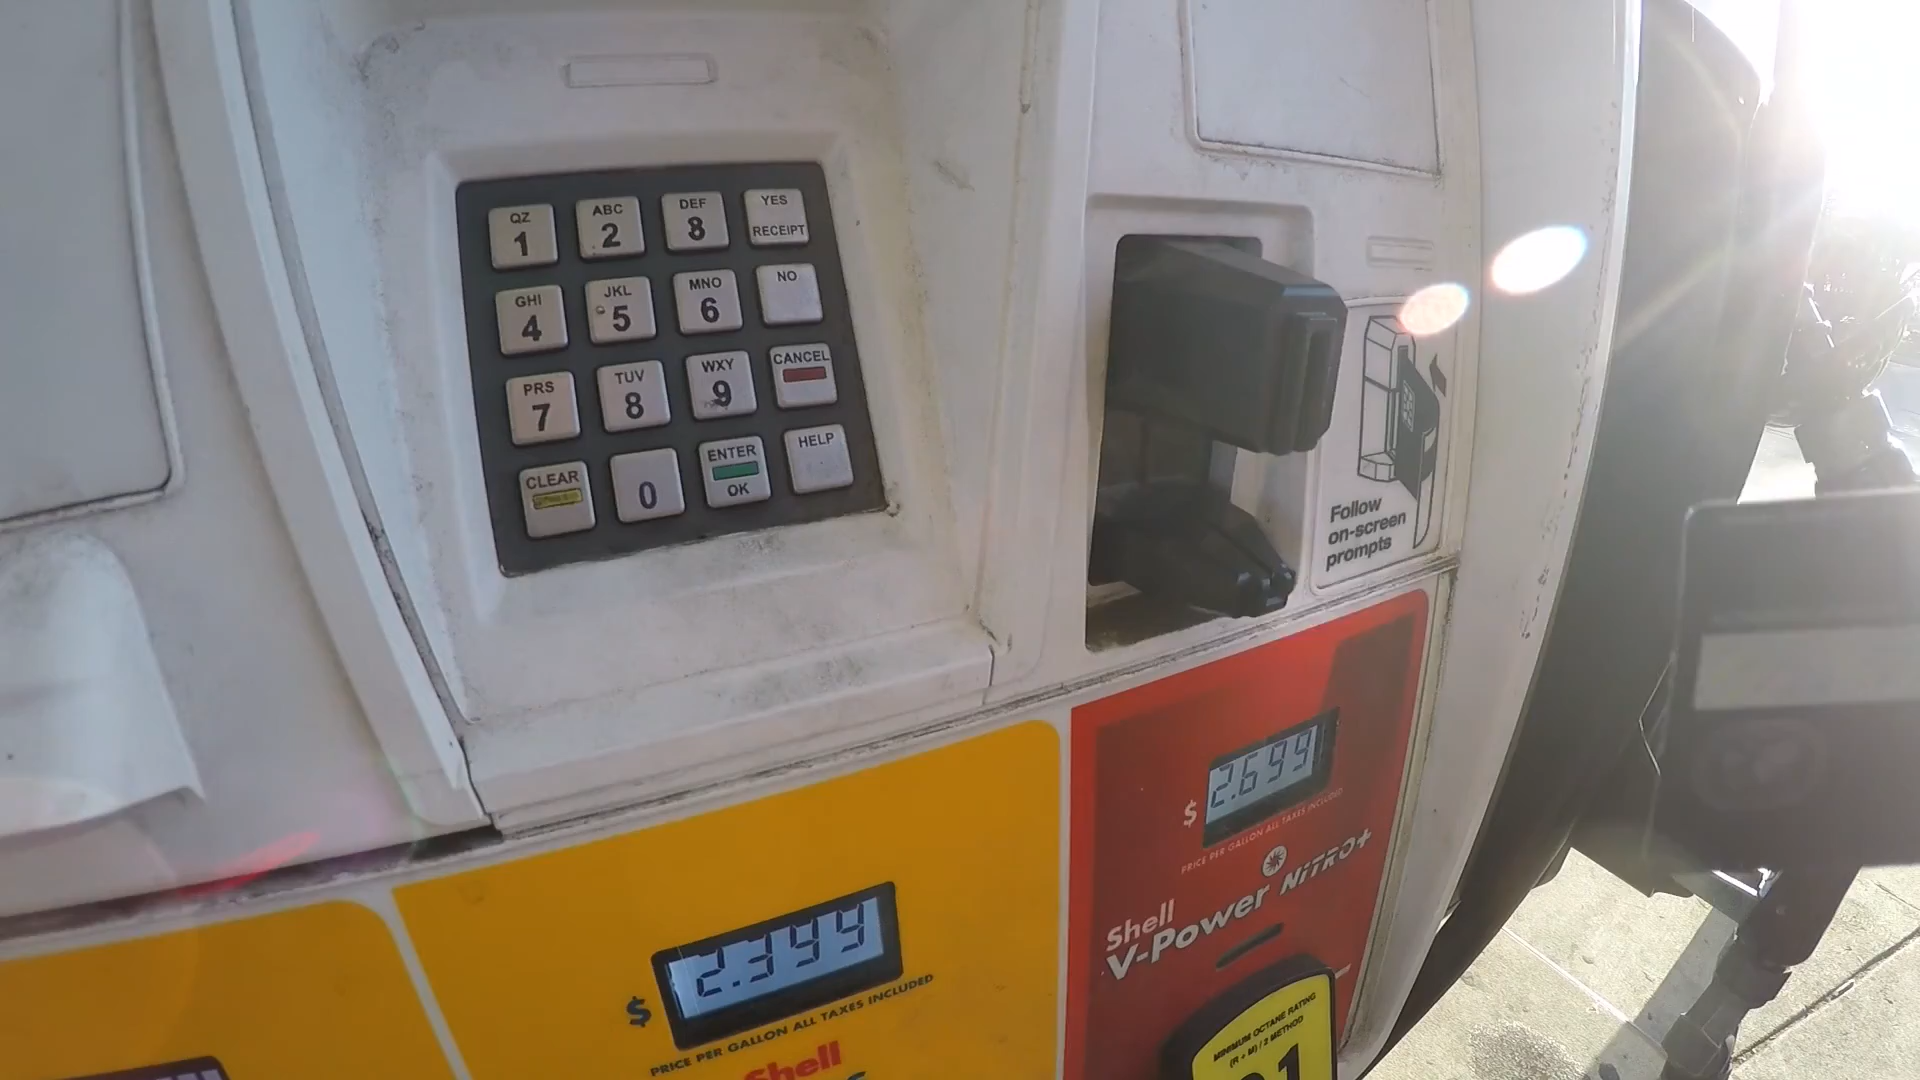 QZ
1
ABC
2
DEF
8
YES
RECEIPT
GHI
4
JKL
5
MNO
6
NO
PRS
7
TUV
8
WXY
9
CANCEL
CLEAR
0
ENTER
OK
HELP
Follow
on-screen
prompts
$ 2.699
PRICE PER GALLON ALL TAXES INCLUDED
Shell
V-Power NiTRO+
MINIMUM OCTANE RATING
(R + M) / 2 METHOD
$ 2.399
PRICE PER GALLON ALL TAXES INCLUDED
Shell